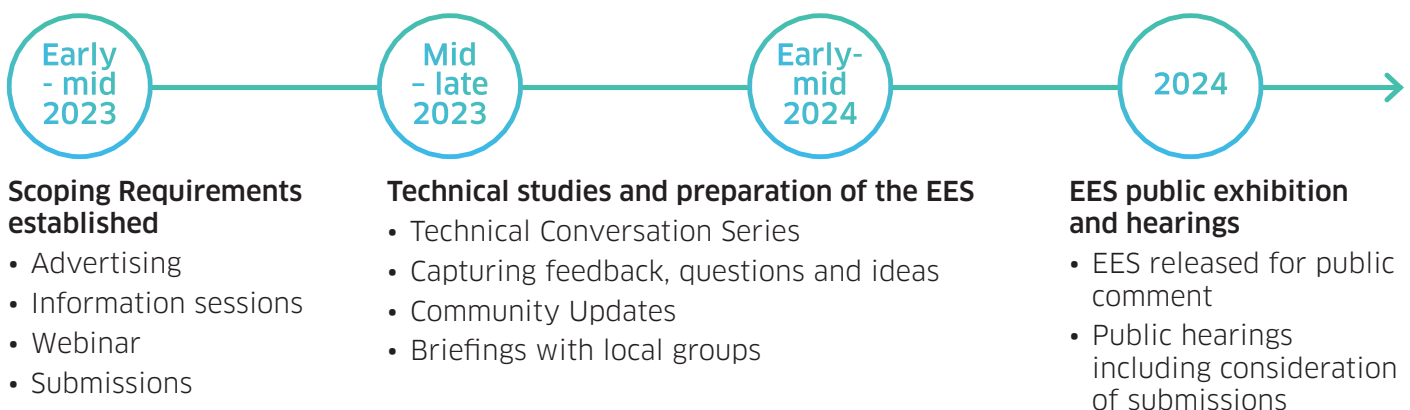 Early
- mid
2023
Mid
– late
2023
Early-
mid
2024
2024
Scoping Requirements
established
• Advertising
• Information sessions
• Webinar
• Submissions
Technical studies and preparation of the EES
• Technical Conversation Series
• Capturing feedback, questions and ideas
• Community Updates
• Briefings with local groups
EES public exhibition
and hearings
• EES released for public
comment
• Public hearings
including consideration
of submissions